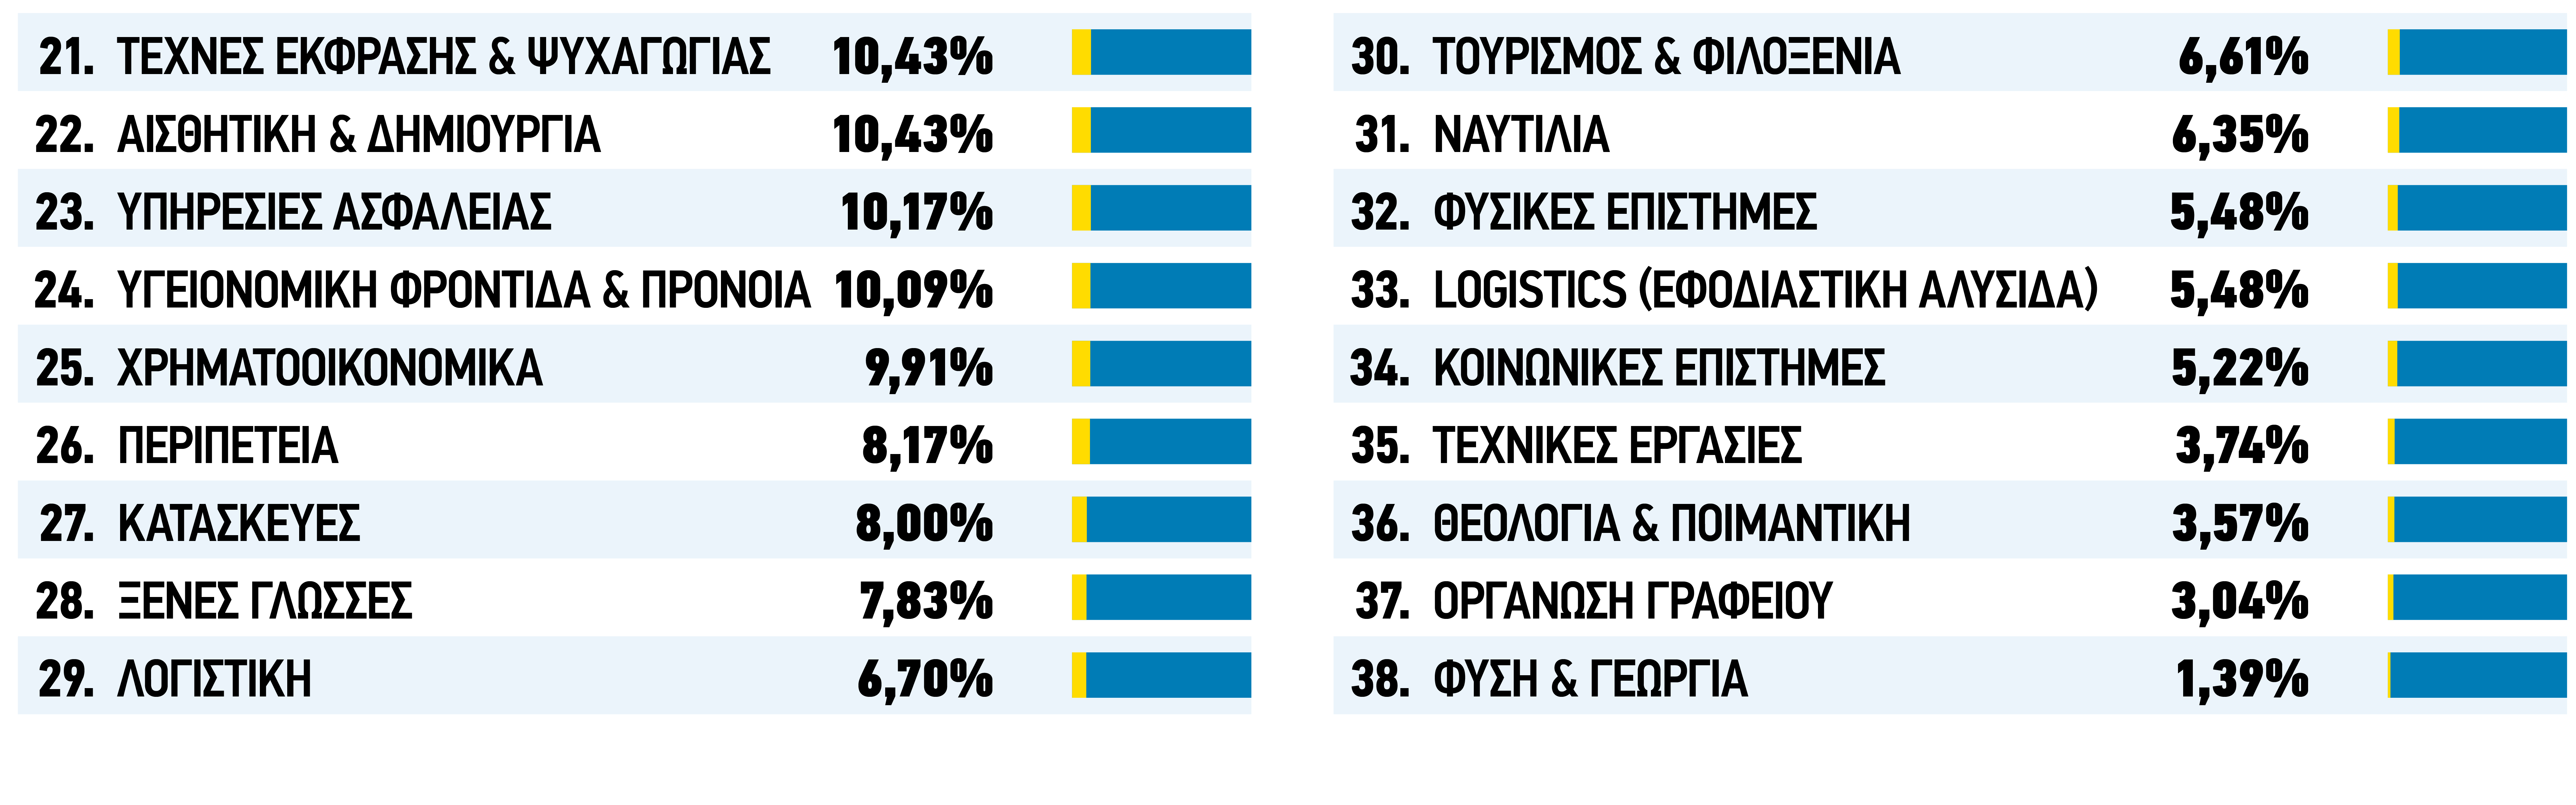 21. ΤΕΧΝΕΣ ΕΚΦΡΑΣΗΣ & ΨΥΧΑΓΩΓΙΑΣ 10,43%
22. ΑΙΣΘΗΤΙΚΗ & ΔΗΜΙΟΥΡΓΙΑ 10,43%
23. ΥΠΗΡΕΣΙΕΣ ΑΣΦΑΛΕΙΑΣ 10,17%
24. ΥΓΕΙΟΝΟΜΙΚΗ ΦΡΟΝΤΙΔΑ & ΠΡΟΝΟΙΑ 10,09%
25. ΧΡΗΜΑΤΟΟΙΚΟΝΟΜΙΚΑ 9,91%
26. ΠΕΡΙΠΕΤΕΙΑ 8,17%
27. ΚΑΤΑΣΚΕΥΕΣ 8,00%
28. ΞΕΝΕΣ ΓΛΩΣΣΕΣ 7,83%
29. ΛΟΓΙΣΤΙΚΗ 6,70%
30. ΤΟΥΡΙΣΜΟΣ & ΦΙΛΟΞΕΝΙΑ 6,61%
31. ΝΑΥΤΙΛΙΑ 6,35%
32. ΦΥΣΙΚΕΣ ΕΠΙΣΤΗΜΕΣ 5,48%
33. LOGISTICS (ΕΦΟΔΙΑΣΤΙΚΗ ΑΛΥΣΙΔΑ) 5,48%
34. ΚΟΙΝΩΝΙΚΕΣ ΕΠΙΣΤΗΜΕΣ 5,22%
35. ΤΕΧΝΙΚΕΣ ΕΡΓΑΣΙΕΣ 3,74%
36. ΘΕΟΛΟΓΙΑ & ΠΟΙΜΑΝΤΙΚΗ 3,57%
37. ΟΡΓΑΝΩΣΗ ΓΡΑΦΕΙΟΥ 3,04%
38. ΦΥΣΗ & ΓΕΩΡΓΙΑ 1,39%